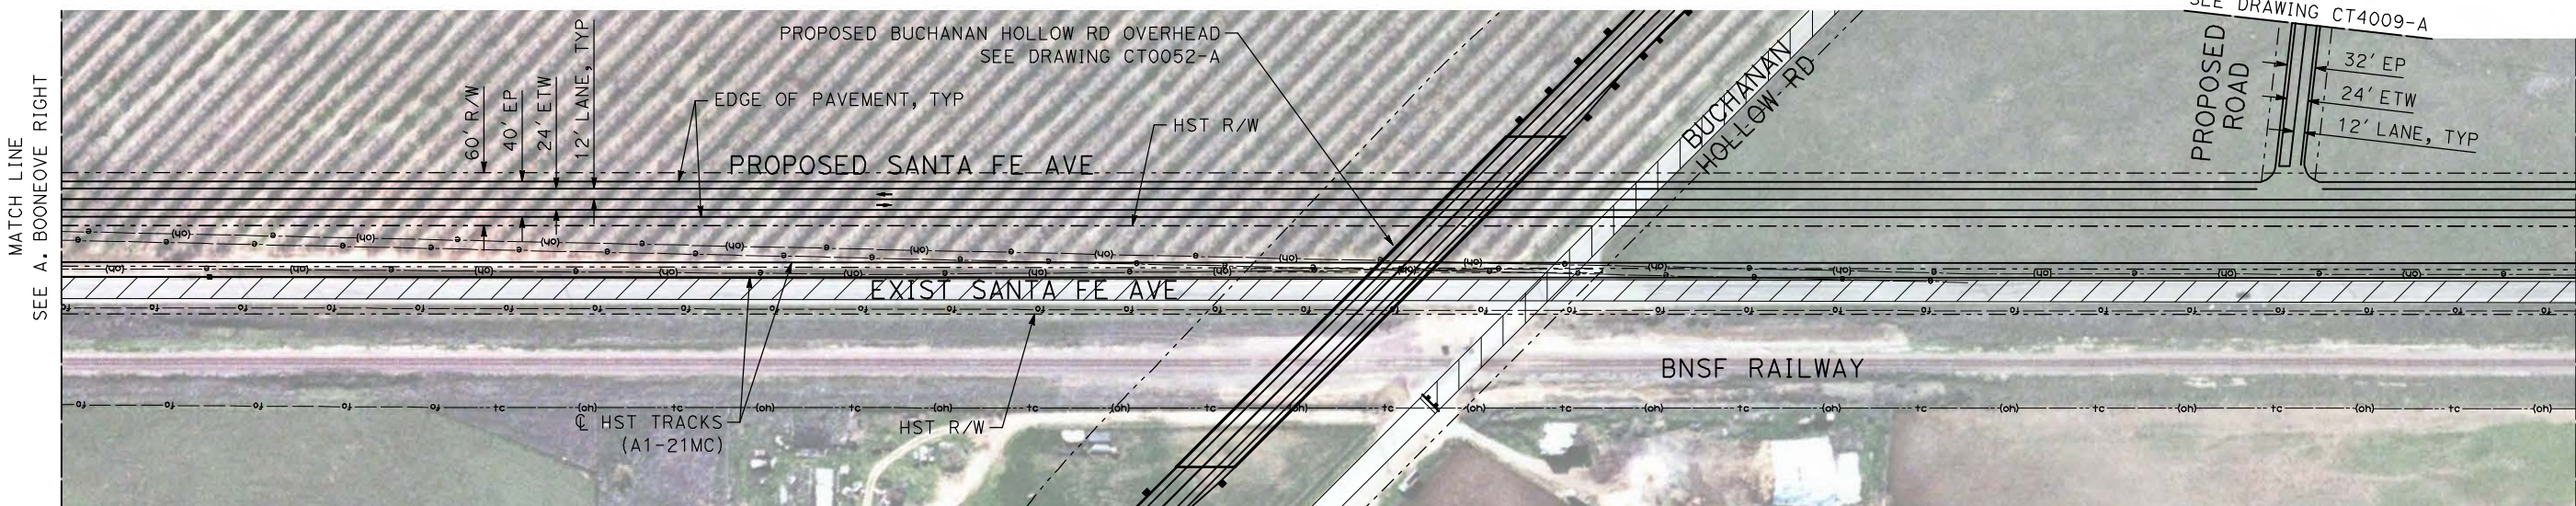 MATCH LINE
SEE A. BOONEOVE RIGHT
60' R/W
40' EP
24' ETW
12' LANE, TYP
PROPOSED BUCHANAN HOLLOW RD OVERHEAD
SEE DRAWING CT0052-A
EDGE OF PAVEMENT, TYP
HST R/W
PROPOSED SANTA FE AVE
BUCHANAN
HOLLOW RD
SEE DRAWING CT4009-A
PROPOSED
ROAD
32' EP
24' ETW
12' LANE, TYP
EXIST SANTA FE AVE
BNSF RAILWAY
℄ HST TRACKS
(A1-21MC)
HST R/W